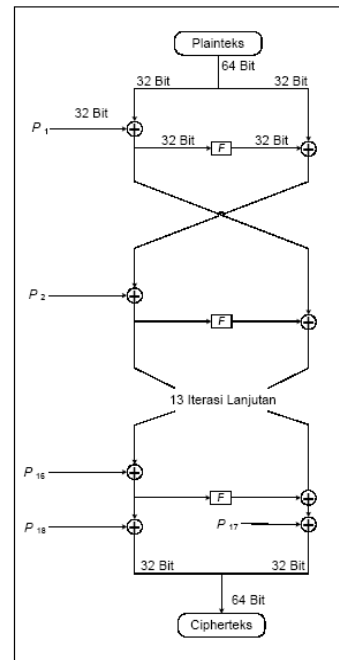 Plainteks
64 Bit
32 Bit 32 Bit
32 Bit
P 1
32 Bit F 32 Bit
P 2
F
13 Iterasi Lanjutan
P 16
F
P 18 P 17
32 Bit 32 Bit
64 Bit
Cipherteks